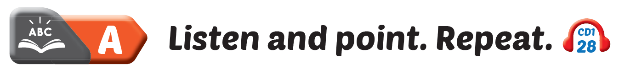 ABC A Listen and point. Repeat. CD1 28